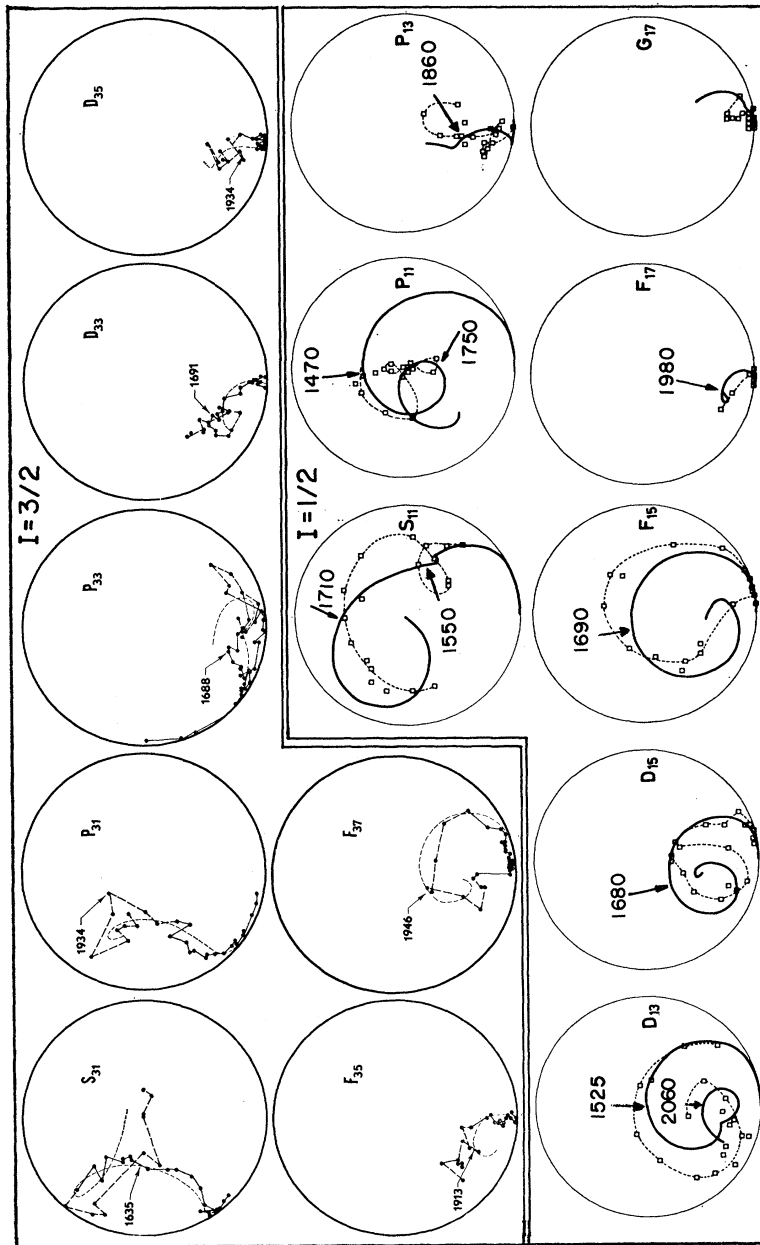 I=3/2
S₃₁
1635
P₃₁
1934
P₃₃
1688
D₃₃
1691
D₃₅
1934
F₃₅
1913
F₃₇
1946
I=1/2
S₁₁
1710
1550
P₁₁
1470
1750
P₁₃
1860
D₁₃
1525
2060
D₁₅
1680
F₁₅
1690
F₁₇
1980
G₁₇